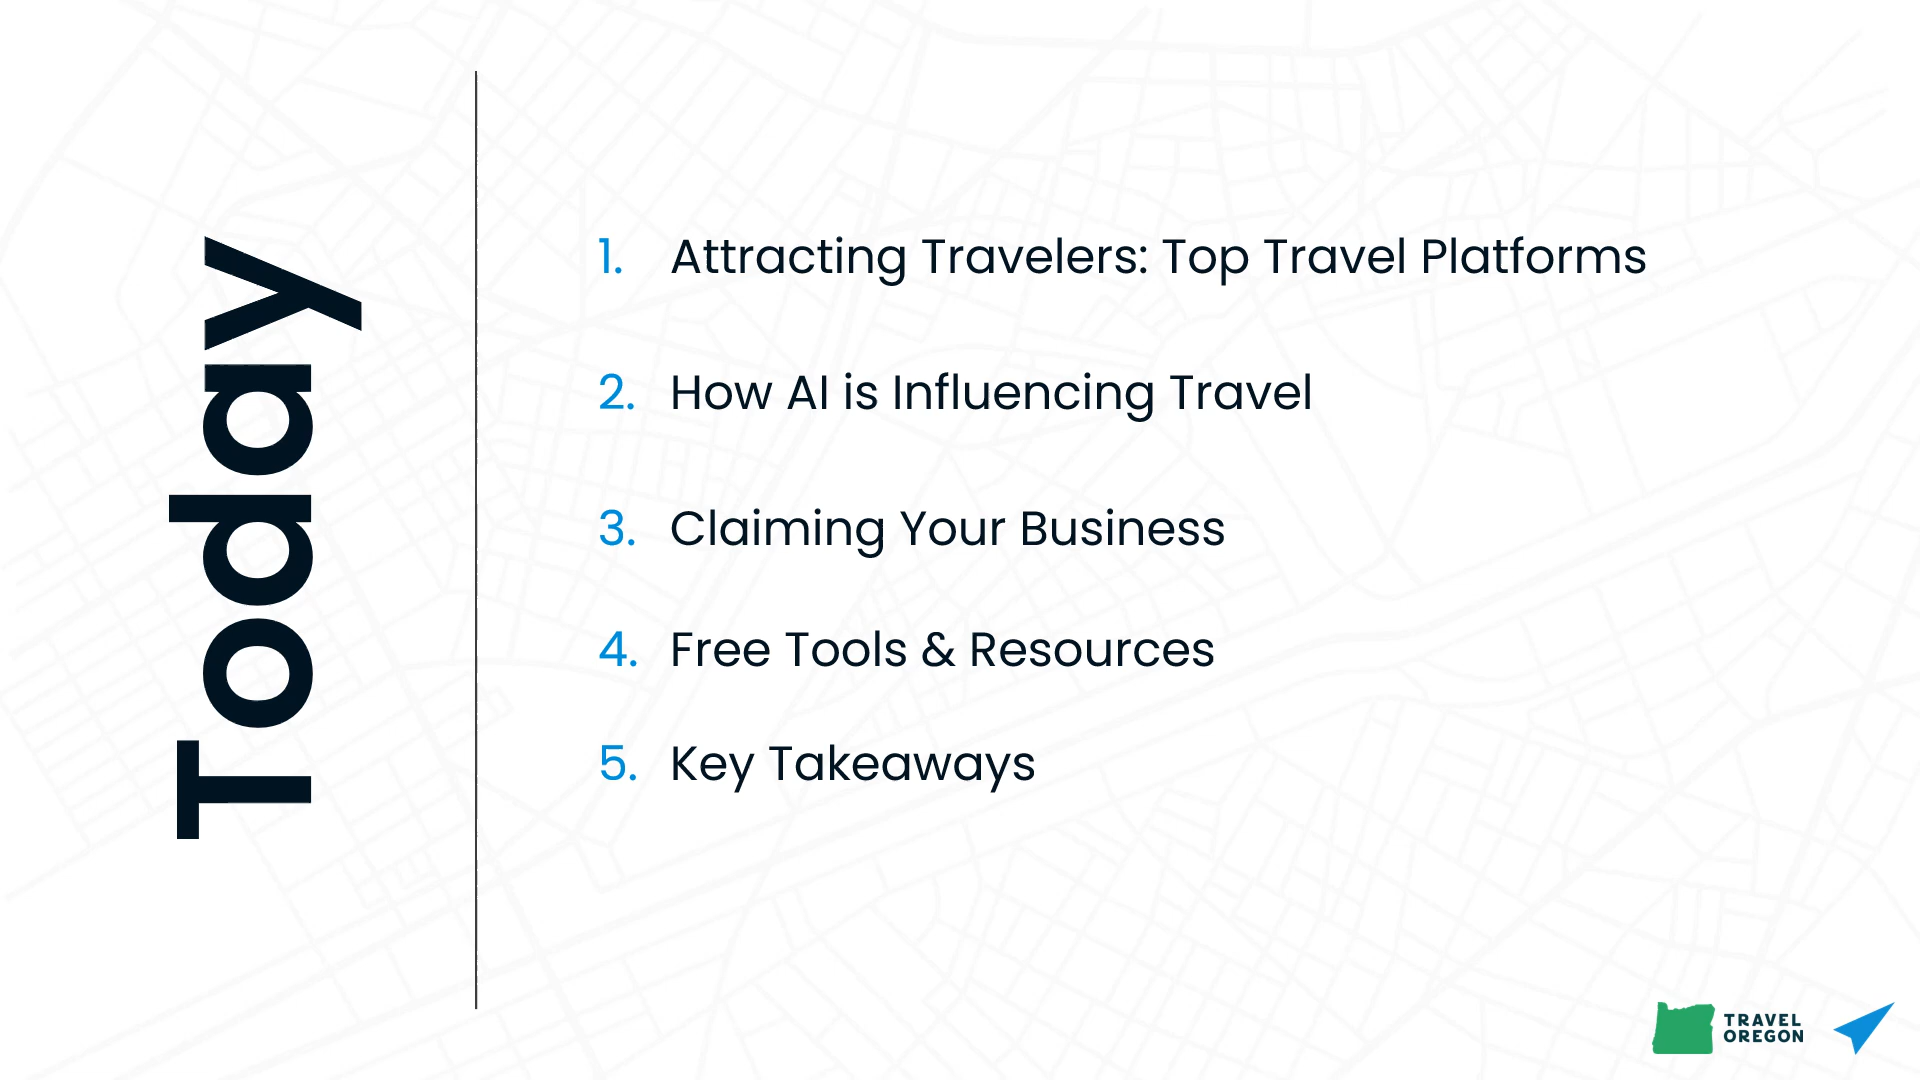 Today
1. Attracting Travelers: Top Travel Platforms
2. How AI is Influencing Travel
3. Claiming Your Business
4. Free Tools & Resources
5. Key Takeaways
TRAVEL
OREGON